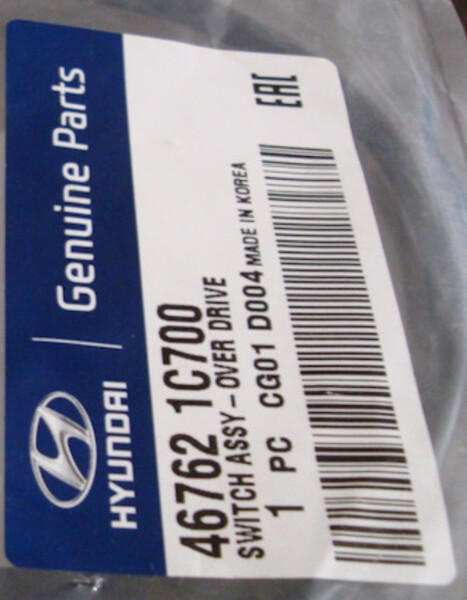 HYUNDAI | Genuine Parts
EAC
46762 1C700
SWITCH ASSY-OVER DRIVE
1 PC CG01 D004 MADE IN KOREA